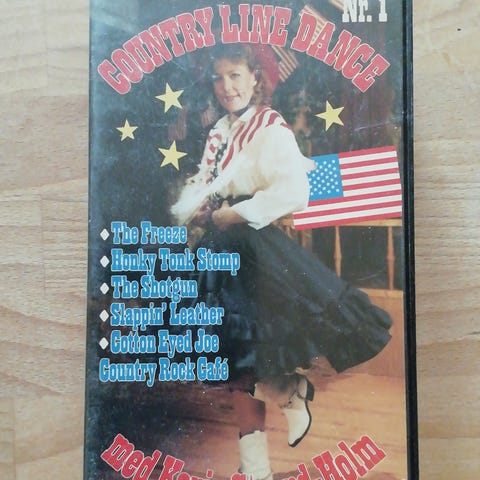 Nr. 1
COUNTRY LINE DANCE
The Freeze
Honky Tonk Stomp
The Shotgun
Slappin' Leather
Cotton Eyed Joe
Country Rock Café
med Holm